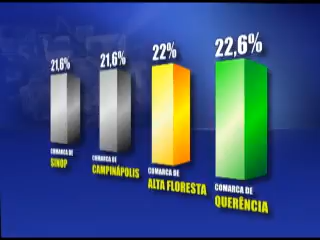 21,6%
21,6%
22%
22,6%
COMARCA DE
SINOP
COMARCA DE
CAMPINÁPOLIS
COMARCA DE
ALTA FLORESTA
COMARCA DE
QUERÊNCIA